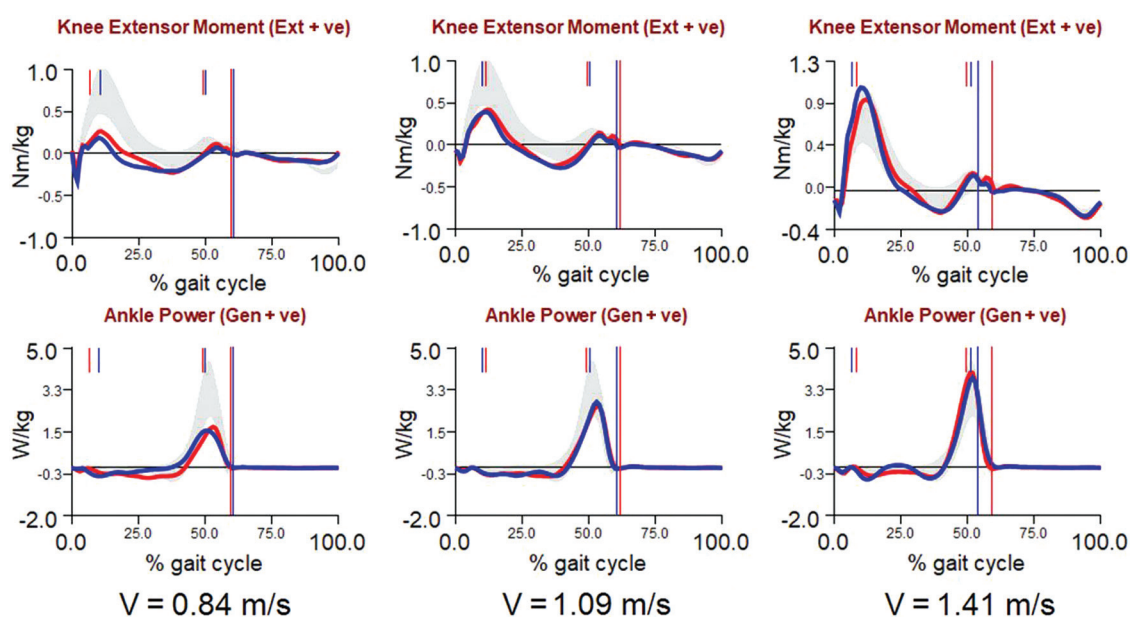 Knee Extensor Moment (Ext + ve)
1.0
0.5
0.0
-0.5
-1.0
Nm/kg
0.0
25.0
50.0
75.0
100.0
% gait cycle
Knee Extensor Moment (Ext + ve)
1.0
0.5
0.0
-0.5
-1.0
Nm/kg
0.0
25.0
50.0
75.0
100.0
% gait cycle
Knee Extensor Moment (Ext + ve)
1.3
0.9
0.4
0.0
-0.4
Nm/kg
0.0
25.0
50.0
75.0
100.0
% gait cycle
Ankle Power (Gen + ve)
5.0
3.3
1.5
-0.3
-2.0
W/kg
0.0
25.0
50.0
75.0
100.0
% gait cycle
Ankle Power (Gen + ve)
5.0
3.3
1.5
-0.3
-2.0
W/kg
0.0
25.0
50.0
75.0
100.0
% gait cycle
Ankle Power (Gen + ve)
5.0
3.3
1.5
-0.3
-2.0
W/kg
0.0
25.0
50.0
75.0
100.0
% gait cycle
V = 0.84 m/s
V = 1.09 m/s
V = 1.41 m/s